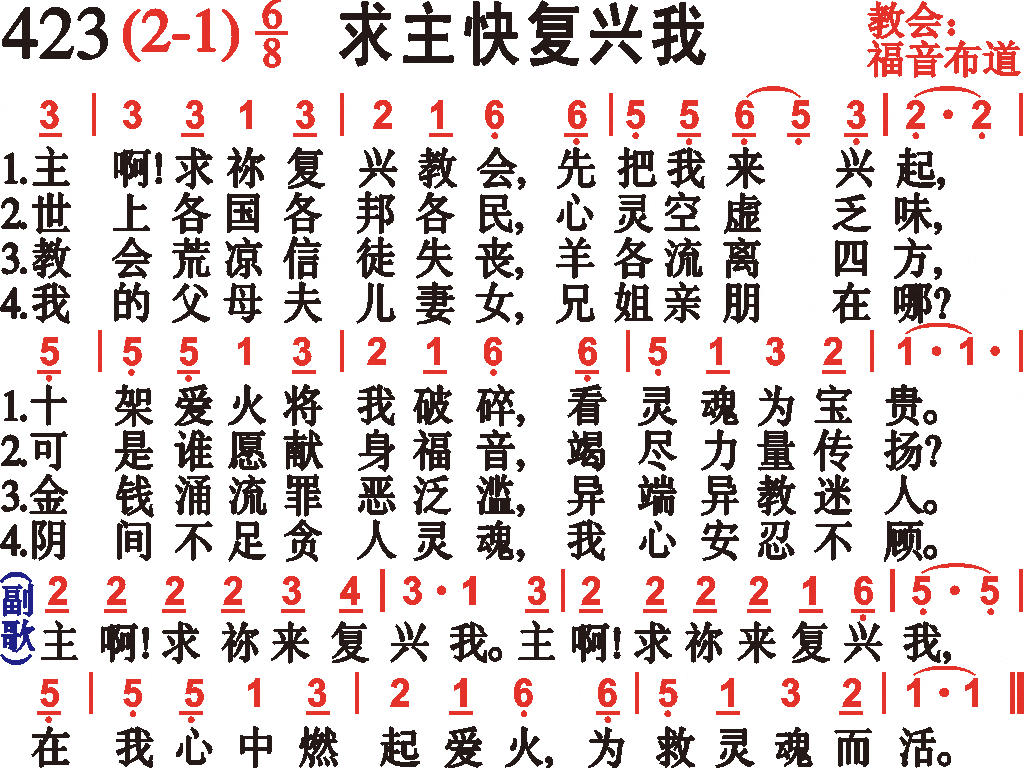 423 (2-1) 6/8 求主快复兴我 教会：
福音布道
3 | 3 3 1 3 | 2 1 6 6 | 5 5 6 5 3 | 2 · 2 |
1.主 啊！求祢复 兴教会，先 把我来 兴 起，
2.世 上各国各 邦各民，心 灵空虚 乏 味，
3.教 会荒凉信 徒失丧，羊 各流离 四 方，
4.我 的父母夫 儿妻女，兄 姐亲朋 在 哪？
5 | 5 5 1 3 | 2 1 6 6 | 5 1 3 2 | 1 · 1 ·
1.十 架爱火将 我破碎，看 灵魂为宝 贵。
2.可 是谁愿献 身福音，竭 尽力量传 扬？
3.金 钱涌流罪 恶泛滥，异 端异教迷 人。
4.阴 间不足贪 人灵魂，我 心安忍不 顾。
(副歌) 2 2 2 2 3 4 | 3 · 1 3 | 2 2 2 2 1 6 | 5 · 5
主 啊！求祢来复兴我。主 啊！求祢来复兴 我，
5 | 5 5 1 3 | 2 1 6 6 | 5 1 3 2 | 1 · 1
在 我心中燃 起爱火，为 救灵魂而 活。